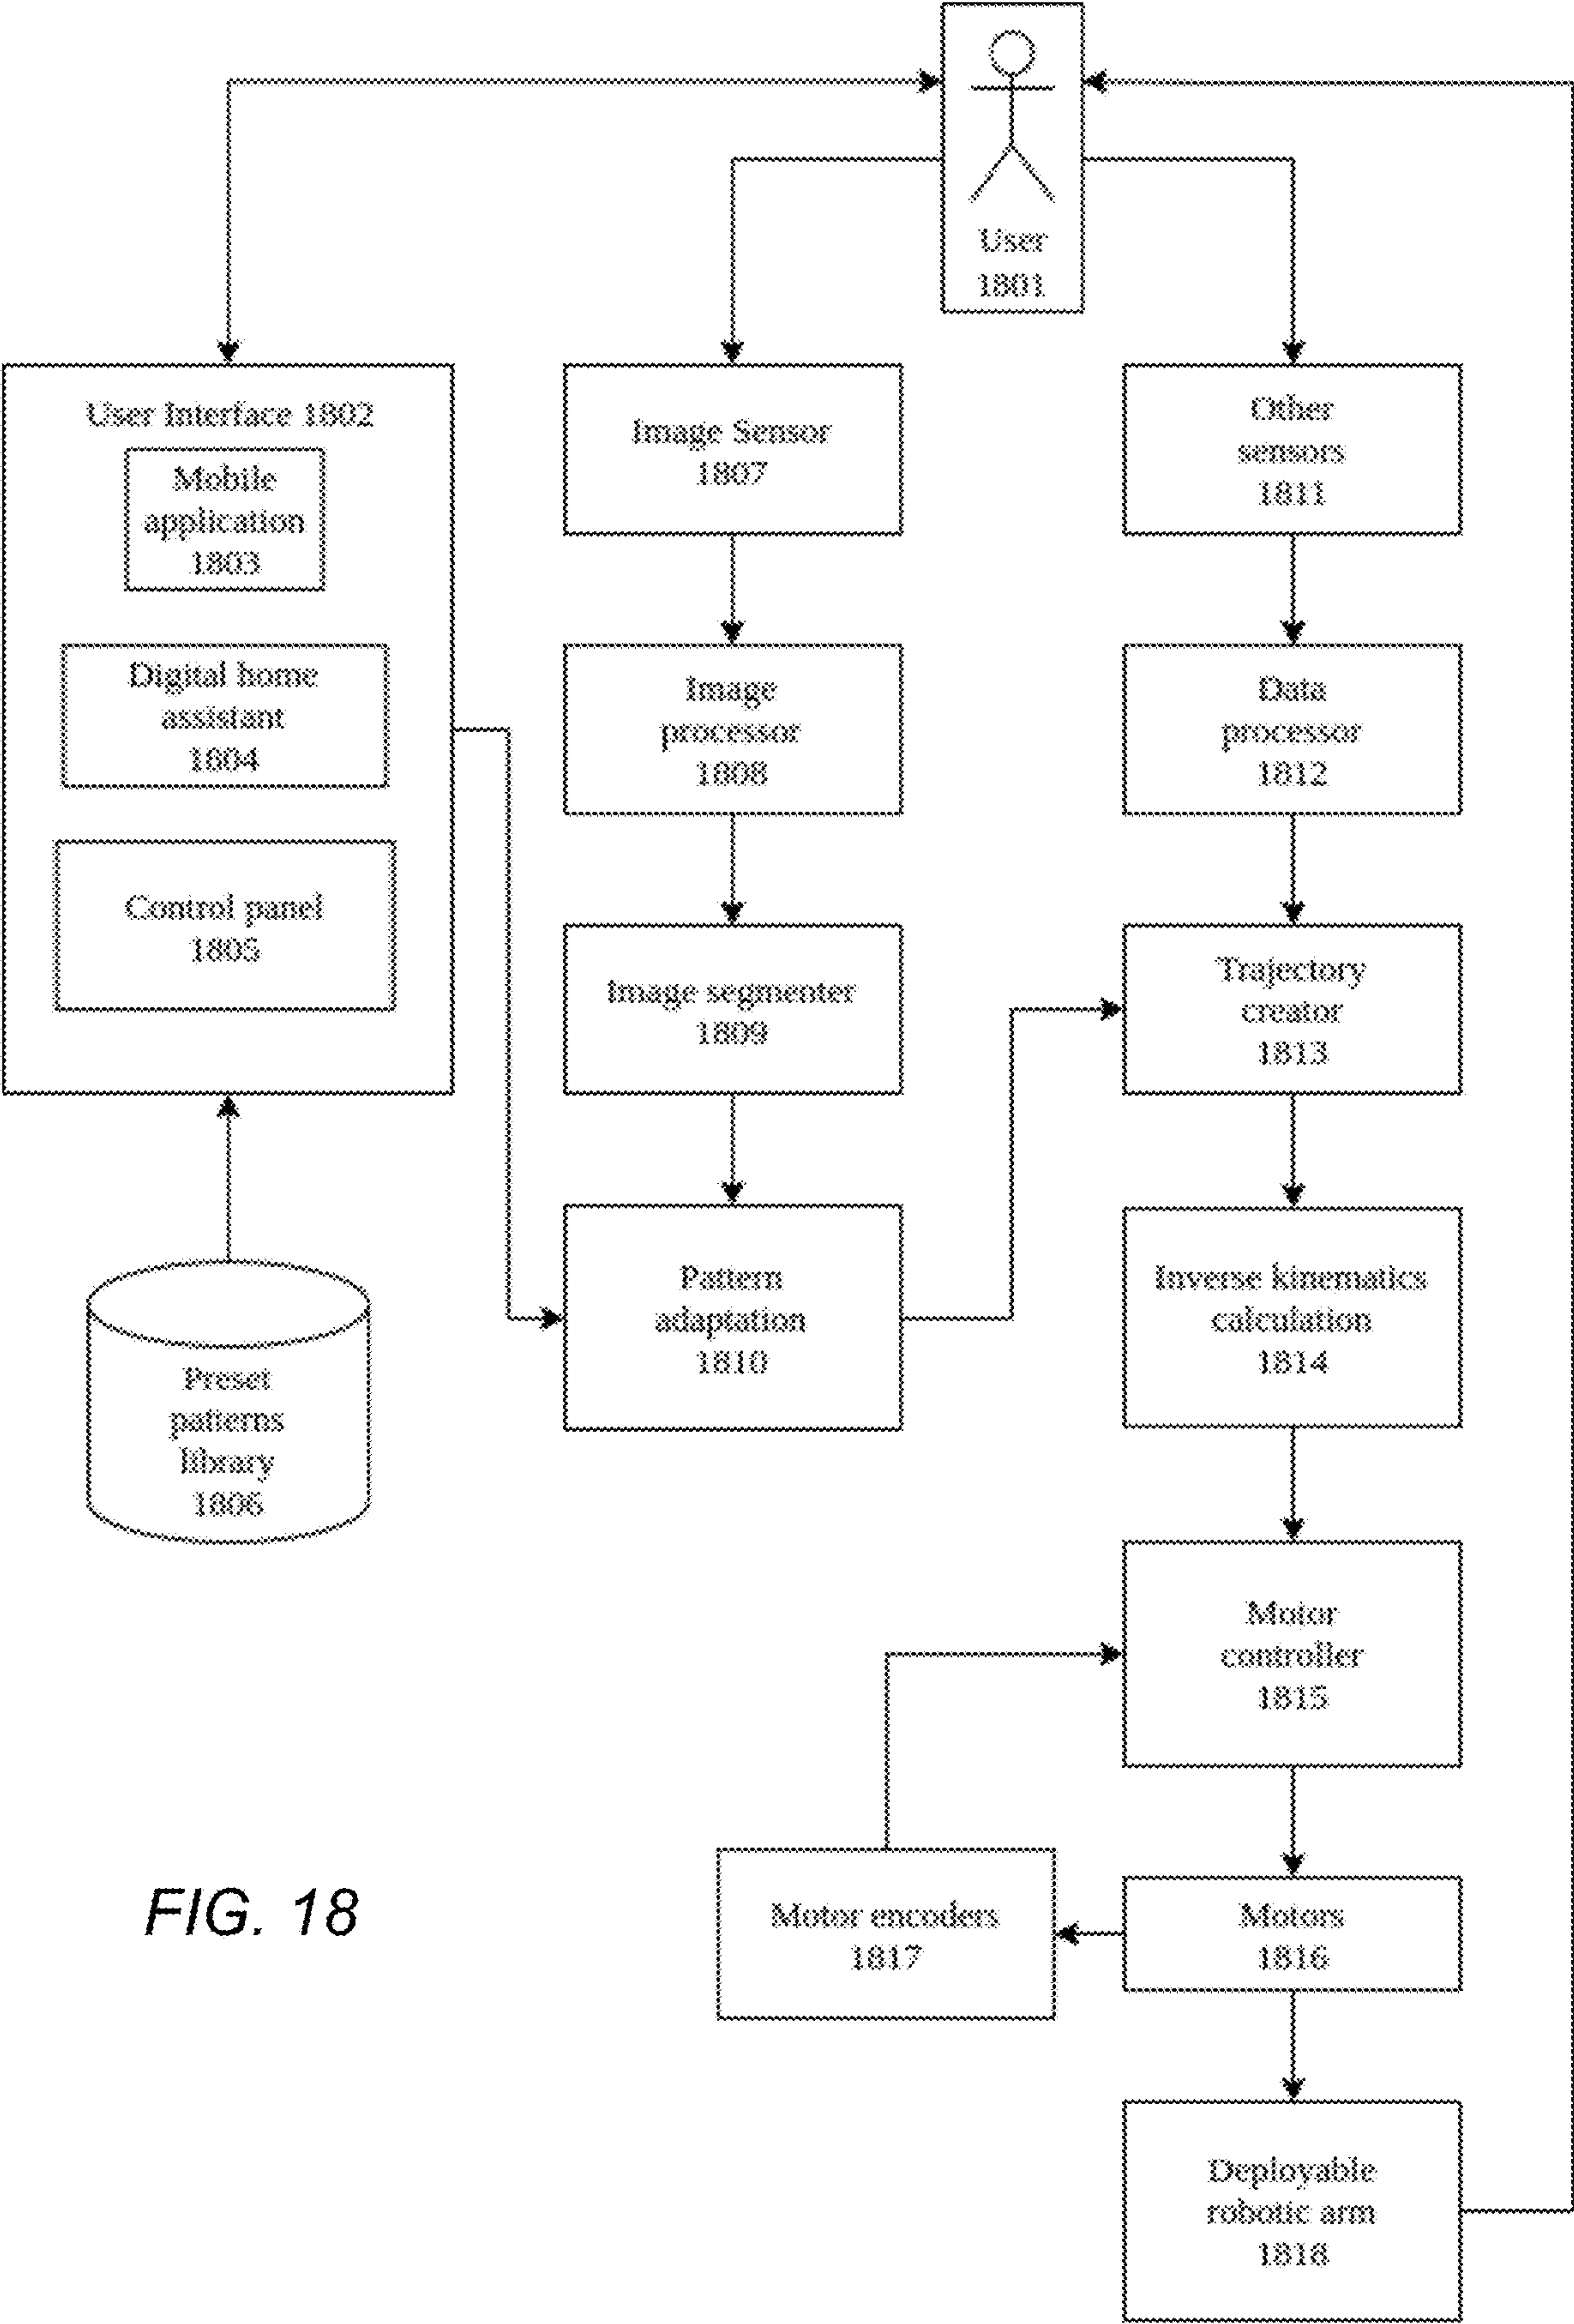 User
1801
User Interface 1802
Mobile
application
1803
Digital home
assistant
1804
Control panel
1805
Preset
patterns
library
1806
Image Sensor
1807
Image
processor
1808
Image segmenter
1809
Pattern
adaptation
1810
Other
sensors
1811
Data
processor
1812
Trajectory
creator
1813
Inverse kinematics
calculation
1814
Motor
controller
1815
Motors
1816
Motor encoders
1817
Deployable
robotic arm
1818
FIG. 18